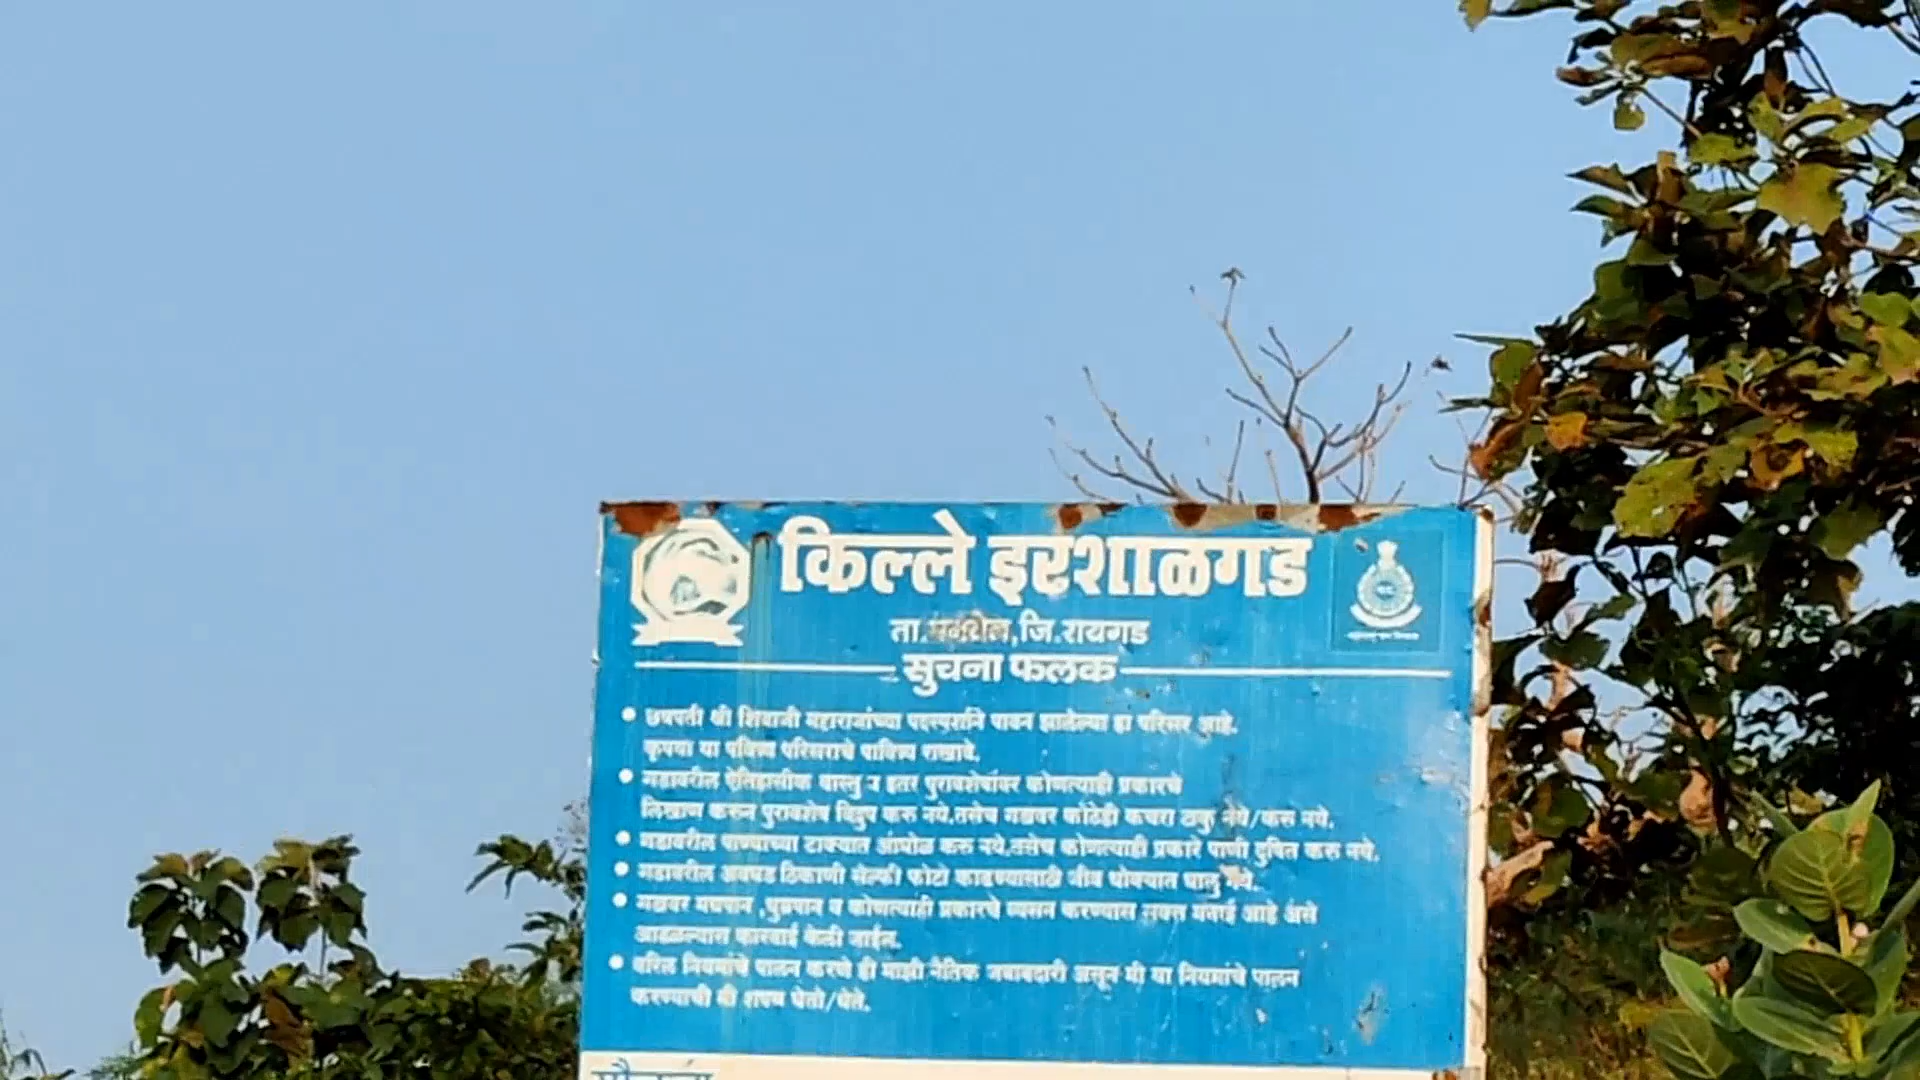 किल्ले इरशाळगड
ता. जि.रायगड
सुचना फलक
छत्रपती श्री शिवाजी महाराजांच्या पदस्पर्शाने पावन झालेल्या हा परिसर आहे.
कृपया या पवित्र परिसराचे पावित्र्य राखावे.
गडावरील ऐतिहासीक वास्तु व इतर पुरावशेषांवर कोणत्याही प्रकारचे
लिखाण करून पुरावशेष विद्रुप करू नये.तसेच गडावर कोठेही कचरा टाकु नये/करू नये.
गडावरील पाण्याच्या टाक्यात आंघोळ करू नये,तसेच कोणत्याही प्रकारे पाणी दुषित करू नये.
गडावरील अवघड ठिकाणी सेल्फी फोटो काढण्यासाठी जीव धोक्यात घालु नये.
गडावर मद्यपान ,धुम्रपान व कोणत्याही प्रकारचे व्यसन करण्यास सक्त मनाई आहे असे
आढळल्यास कारवाई केली जाईल.
वरिल नियमांचे पालन करणे ही माझी नैतिक जबाबदारी असून मी या नियमांचे पालन
करण्याची मी शपथ घेतो/घेते.